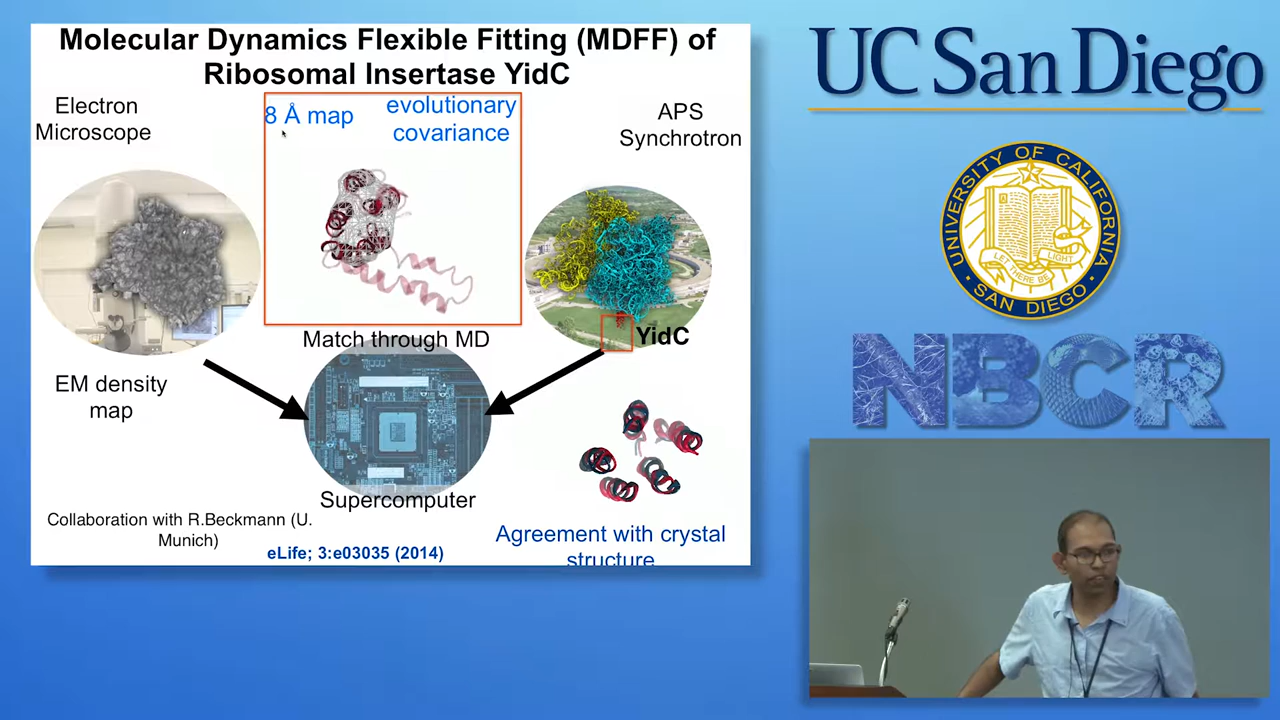 Molecular Dynamics Flexible Fitting (MDFF) of
Ribosomal Insertase YidC
Electron
Microscope
8 Å map
evolutionary
covariance
APS
Synchrotron
YidC
Match through MD
EM density
map
Supercomputer
Collaboration with R.Beckmann (U.
Munich)
eLife; 3:e03035 (2014)
Agreement with crystal
structure
UC San Diego
UNIVERSITY OF CALIFORNIA
SAN DIEGO
LET THERE BE LIGHT
NBCR